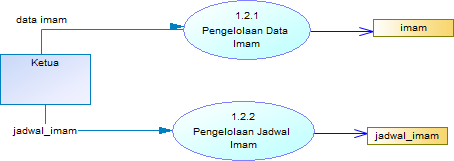 data imam
1.2.1
Pengelolaan Data
Imam
imam
Ketua
jadwal_imam
1.2.2
Pengelolaan Jadwal
Imam
jadwal_imam